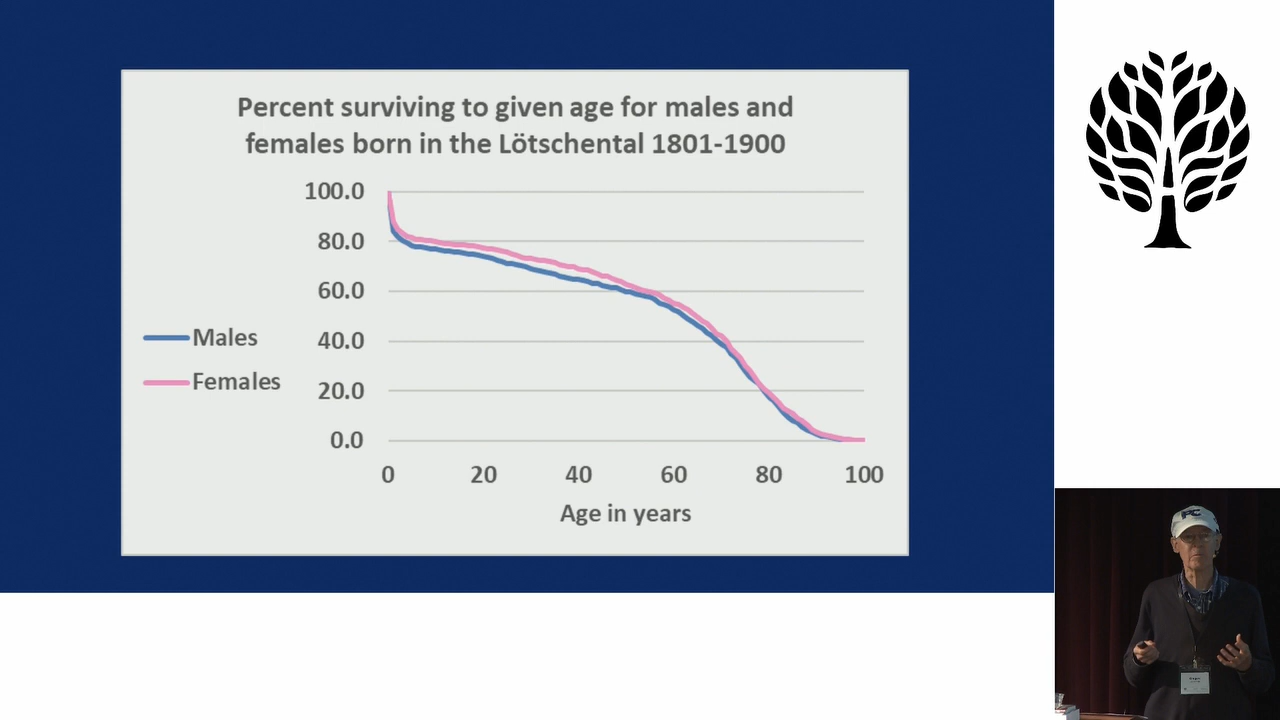 Percent surviving to given age for males and
females born in the Lötschental 1801-1900
100.0
80.0
60.0
40.0
20.0
0.0
Males
Females
0 20 40 60 80 100
Age in years
PC